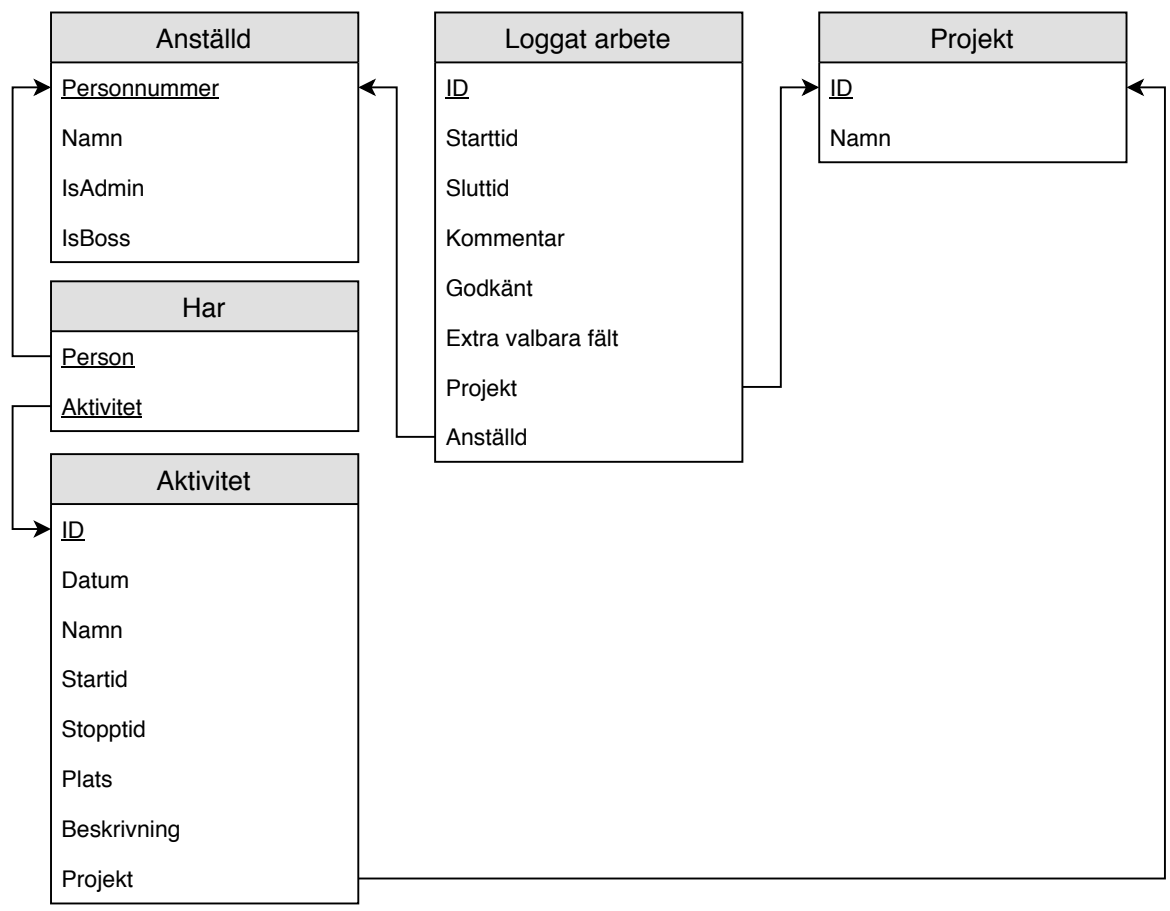 Anställd
Personnummer
Namn
IsAdmin
IsBoss
Har
Person
Aktivitet
Aktivitet
ID
Datum
Namn
Startid
Stopptid
Plats
Beskrivning
Projekt
Loggat arbete
ID
Starttid
Sluttid
Kommentar
Godkänt
Extra valbara fält
Projekt
Anställd
Projekt
ID
Namn